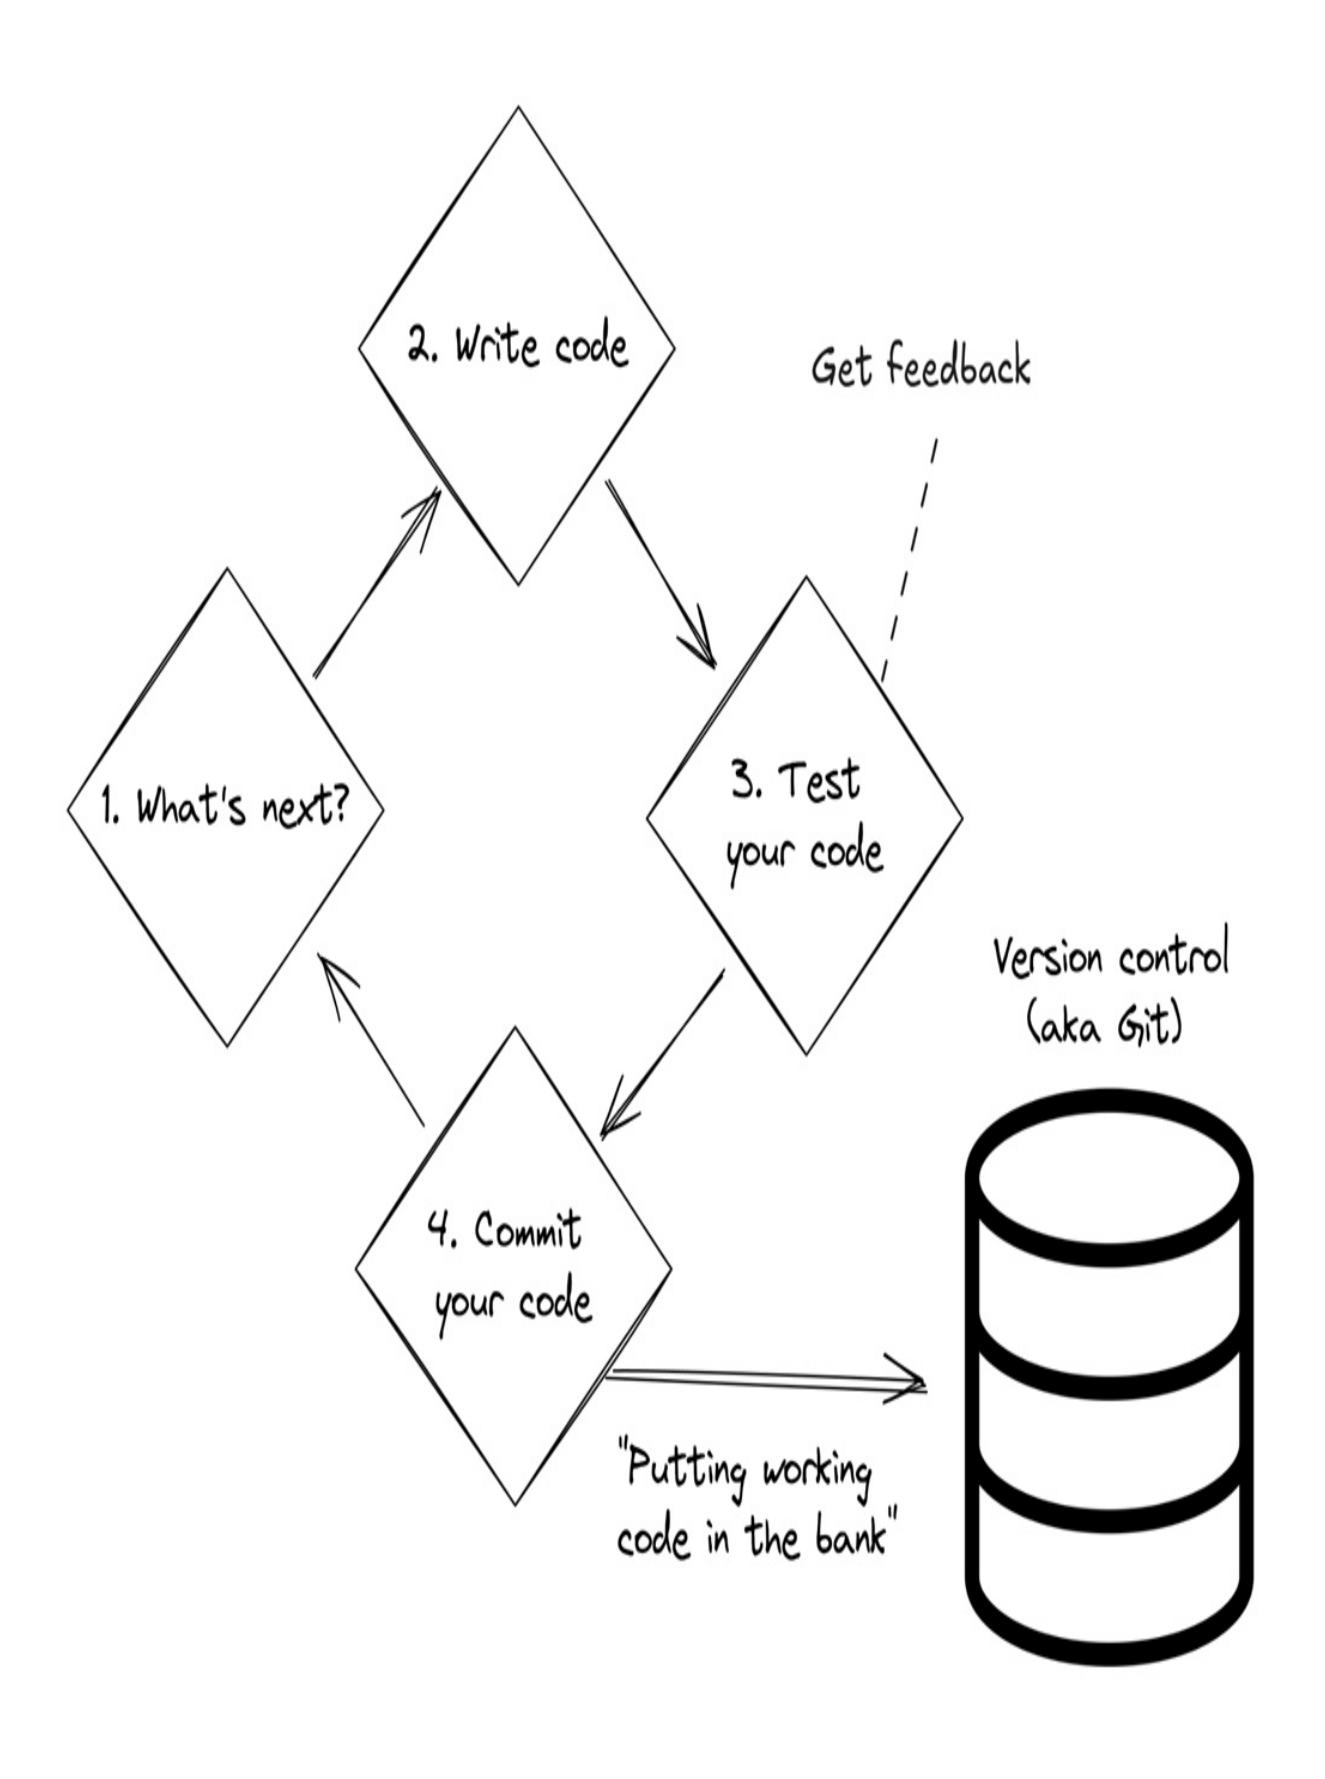 2. Write code
Get feedback
1. What's next?
3. Test
your code
Version control
(aka Git)
4. Commit
your code
"Putting working
code in the bank"